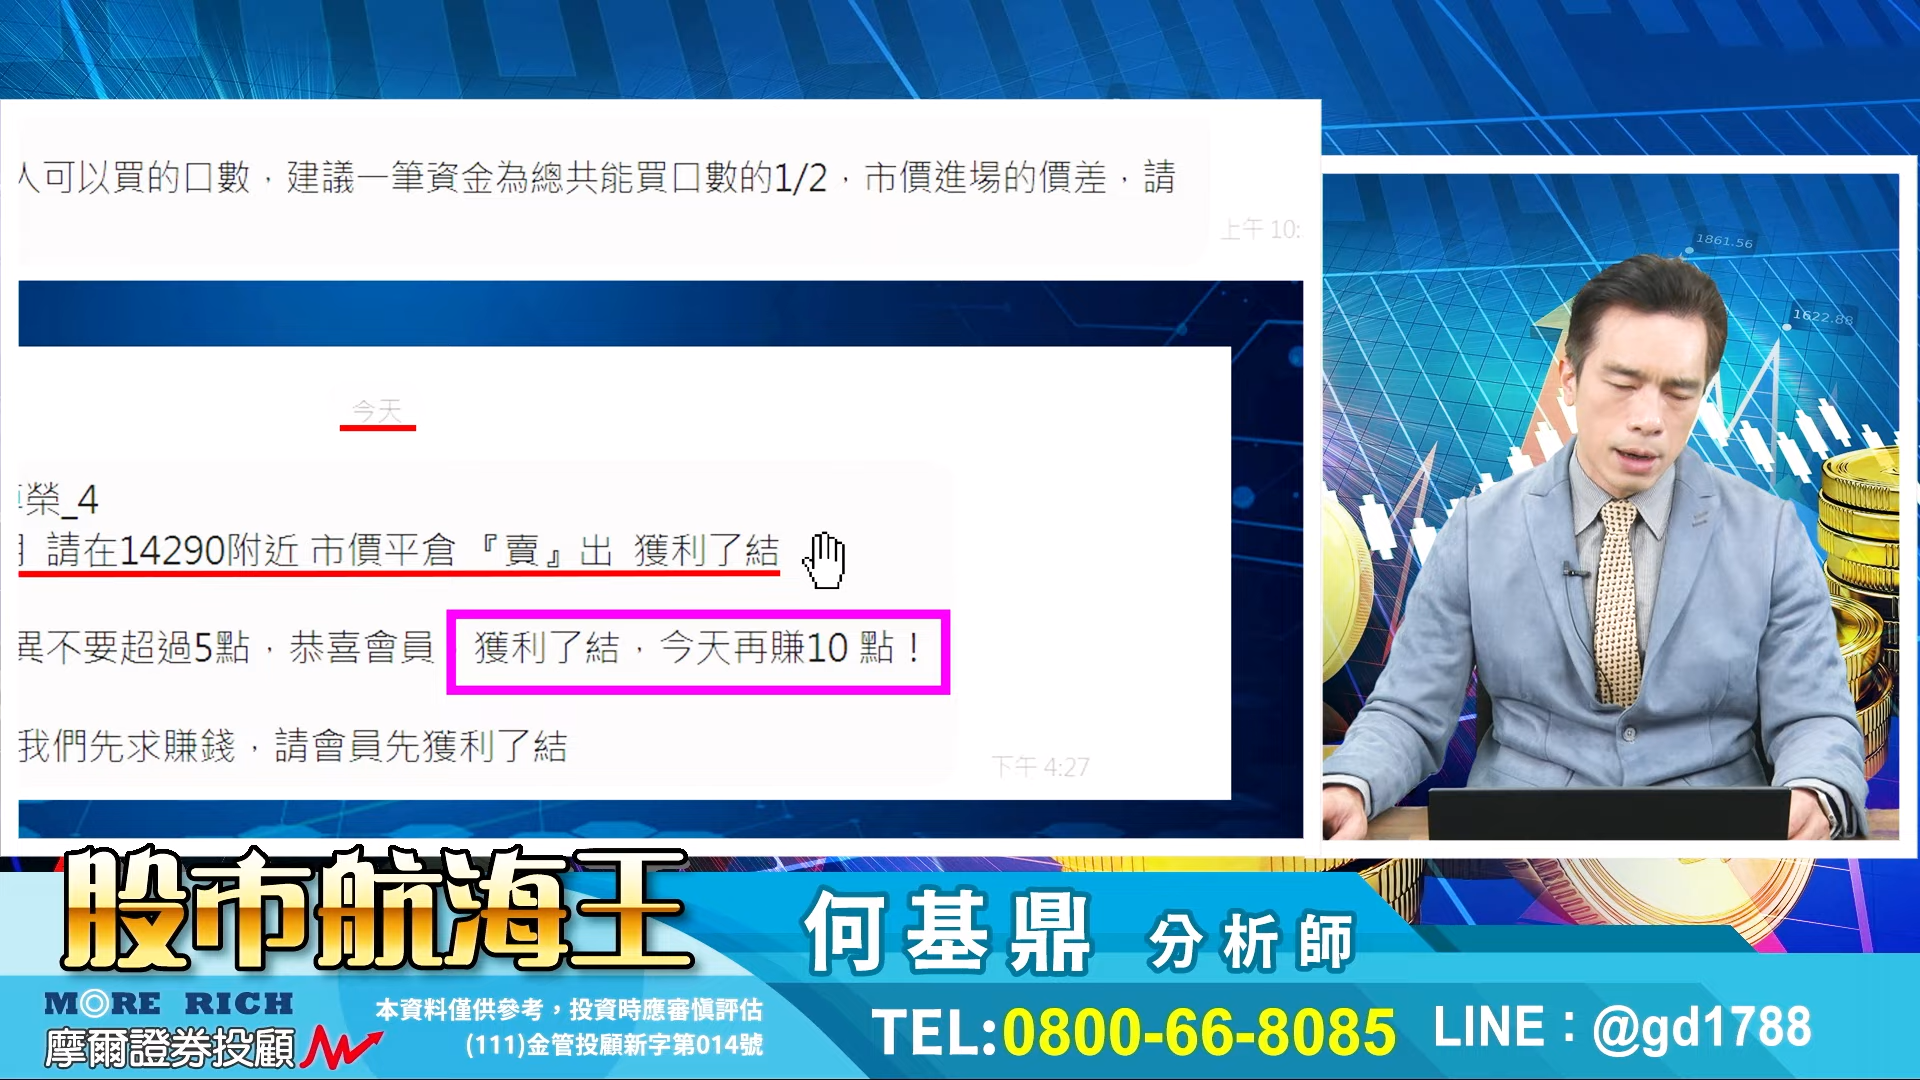 人可以買的口數，建議一筆資金為總共能買口數的1/2，市價進場的價差，請
上午 10:
1861.56
1622.88
今天
榮_4
請在14290附近 市價平倉 『賣』出 獲利了結
異不要超過5點，恭喜會員 獲利了結，今天再賺10 點！
我們先求賺錢，請會員先獲利了結
下午 4:27
股市航海王
何基鼎 分析師
MORE RICH
摩爾證券投顧
本資料僅供參考，投資時應審慎評估
(111)金管投顧新字第014號
TEL:0800-66-8085
LINE：@gd1788